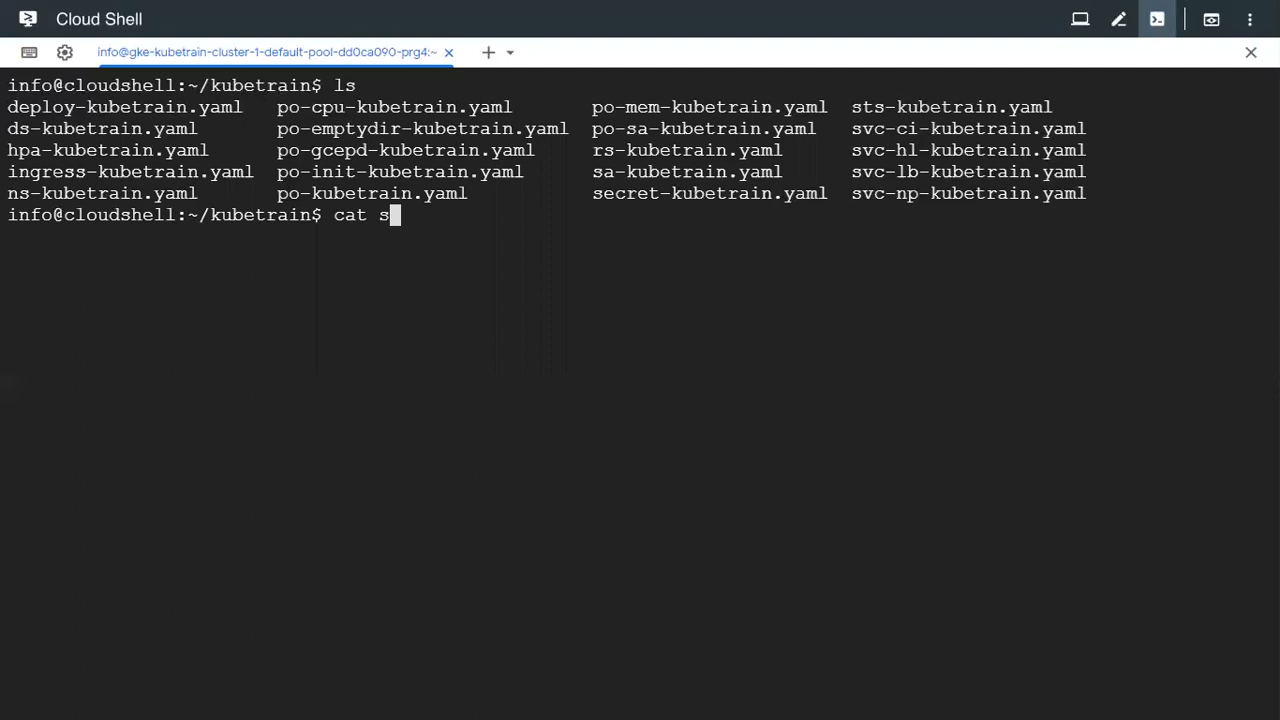 Cloud Shell
info@gke-kubetrain-cluster-1-default-pool-dd0ca090-prg4:~
info@cloudshell:~/kubetrain$ ls
deploy-kubetrain.yaml po-cpu-kubetrain.yaml po-mem-kubetrain.yaml sts-kubetrain.yaml
ds-kubetrain.yaml po-emptydir-kubetrain.yaml po-sa-kubetrain.yaml svc-ci-kubetrain.yaml
hpa-kubetrain.yaml po-gcepd-kubetrain.yaml rs-kubetrain.yaml svc-hl-kubetrain.yaml
ingress-kubetrain.yaml po-init-kubetrain.yaml sa-kubetrain.yaml svc-lb-kubetrain.yaml
ns-kubetrain.yaml po-kubetrain.yaml secret-kubetrain.yaml svc-np-kubetrain.yaml
info@cloudshell:~/kubetrain$ cat s